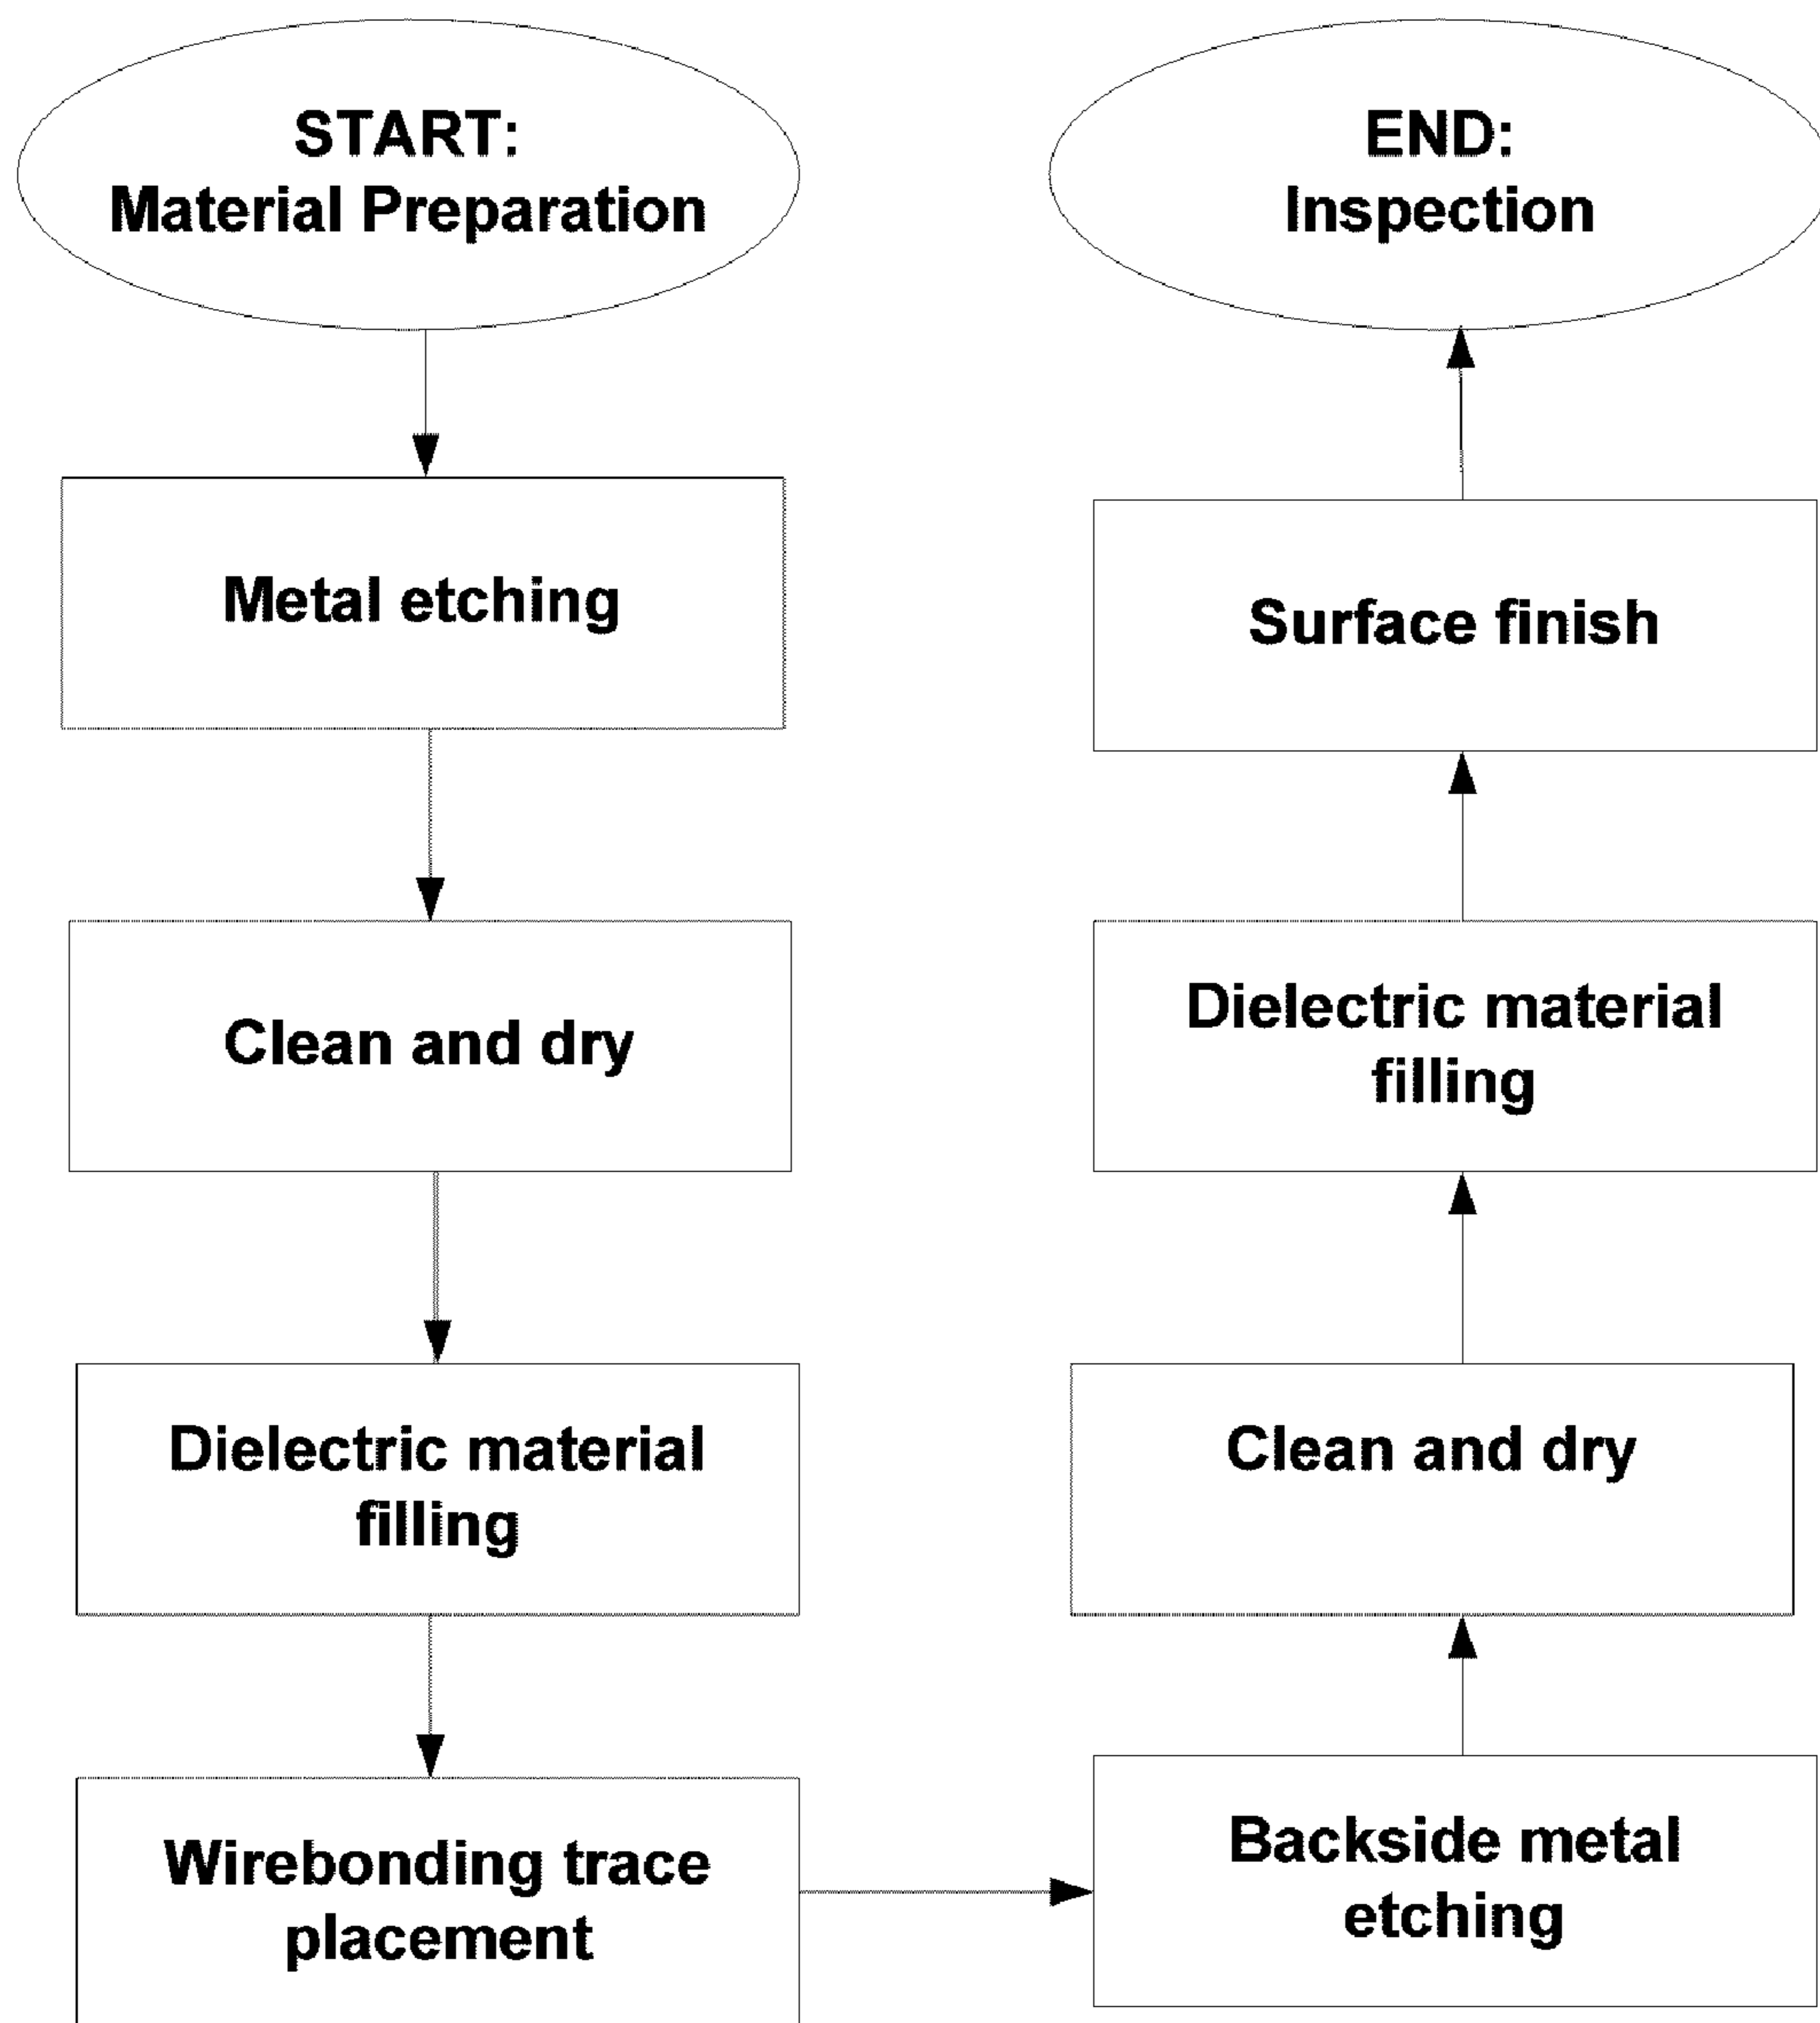 START:
Material Preparation
Metal etching
Clean and dry
Dielectric material
filling
Wirebonding trace
placement
Backside metal
etching
Clean and dry
Dielectric material
filling
Surface finish
END:
Inspection